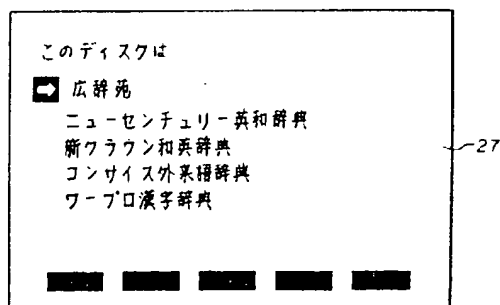 このディスクは
広辞苑
ニューセンチュリー英和辞典
新クラウン和英辞典
コンサイス外来語辞典
ワープロ漢字辞典
27